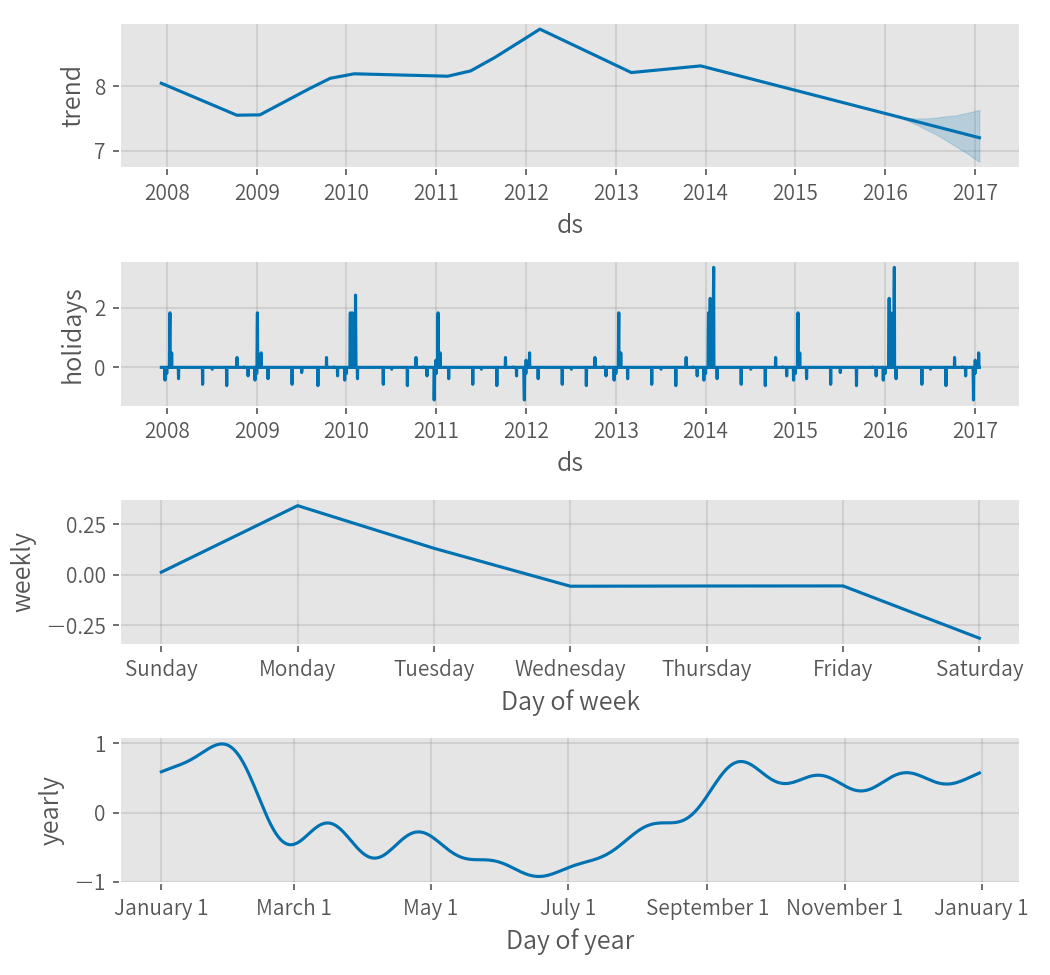 trend
8
7
2008 2009 2010 2011 2012 2013 2014 2015 2016 2017
ds
holidays
2
0
2008 2009 2010 2011 2012 2013 2014 2015 2016 2017
ds
weekly
0.25
0.00
−0.25
Sunday Monday Tuesday Wednesday Thursday Friday Saturday
Day of week
yearly
1
0
−1
January 1 March 1 May 1 July 1 September 1 November 1 January 1
Day of year